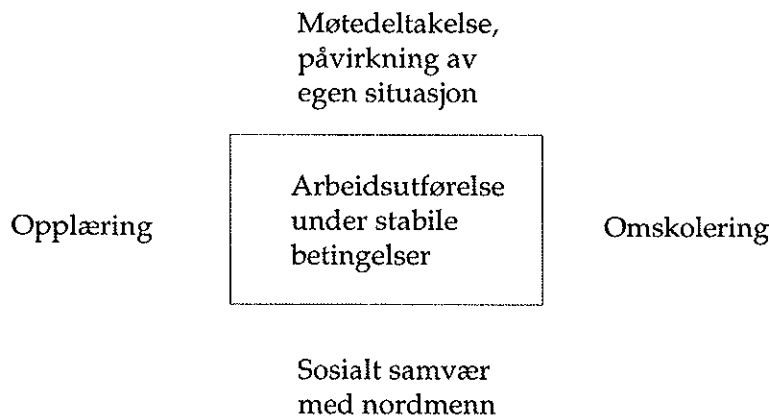 Møtedeltakelse,
påvirkning av
egen situasjon
Opplæring
Arbeidsutførelse
under stabile
betingelser
Omskolering
Sosialt samvær
med nordmenn